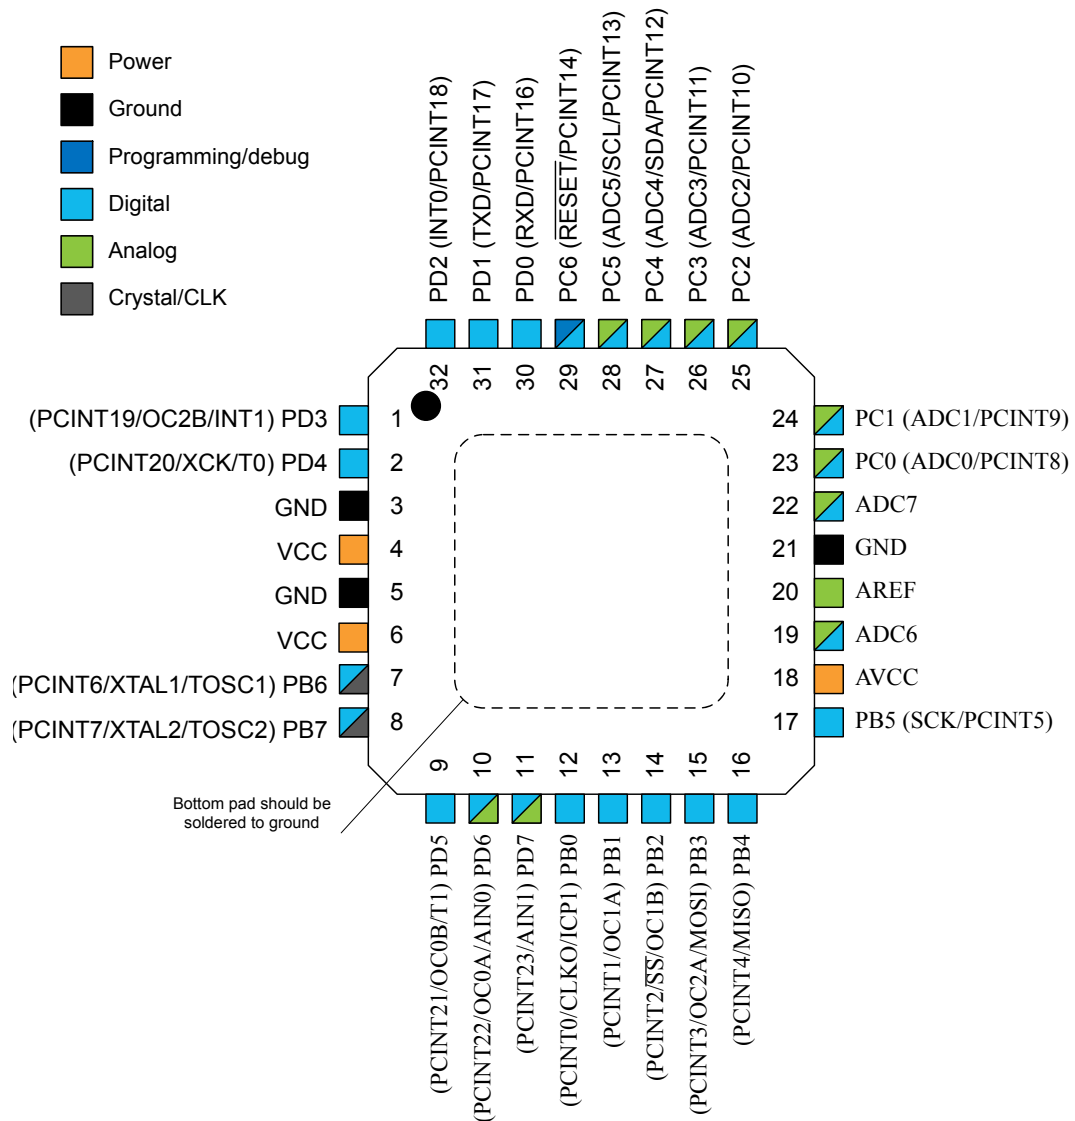 Power
Ground
Programming/debug
Digital
Analog
Crystal/CLK
PD2 (INT0/PCINT18)
PD1 (TXD/PCINT17)
PD0 (RXD/PCINT16)
PC6 (RESET/PCINT14)
PC5 (ADC5/SCL/PCINT13)
PC4 (ADC4/SDA/PCINT12)
PC3 (ADC3/PCINT11)
PC2 (ADC2/PCINT10)
32
31
30
29
28
27
26
25
(PCINT19/OC2B/INT1) PD3 1
(PCINT20/XCK/T0) PD4 2
GND 3
VCC 4
GND 5
VCC 6
(PCINT6/XTAL1/TOSC1) PB6 7
(PCINT7/XTAL2/TOSC2) PB7 8
24 PC1 (ADC1/PCINT9)
23 PC0 (ADC0/PCINT8)
22 ADC7
21 GND
20 AREF
19 ADC6
18 AVCC
17 PB5 (SCK/PCINT5)
9
10
11
12
13
14
15
16
Bottom pad should be
soldered to ground
(PCINT21/OC0B/T1) PD5
(PCINT22/OC0A/AIN0) PD6
(PCINT23/AIN1) PD7
(PCINT0/CLKO/ICP1) PB0
(PCINT1/OC1A) PB1
(PCINT2/SS/OC1B) PB2
(PCINT3/OC2A/MOSI) PB3
(PCINT4/MISO) PB4